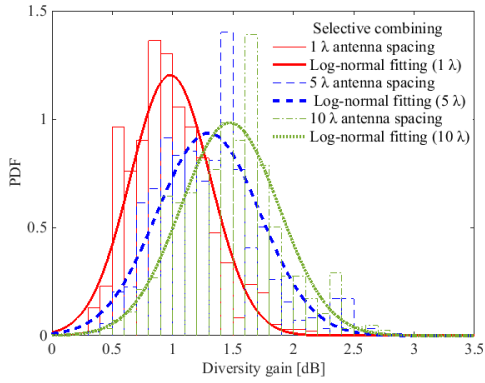 Selective combining
1 λ antenna spacing
Log-normal fitting (1 λ)
5 λ antenna spacing
Log-normal fitting (5 λ)
10 λ antenna spacing
Log-normal fitting (10 λ)
1.5
1
0.5
0
PDF
0 0.5 1 1.5 2 2.5 3 3.5
Diversity gain [dB]